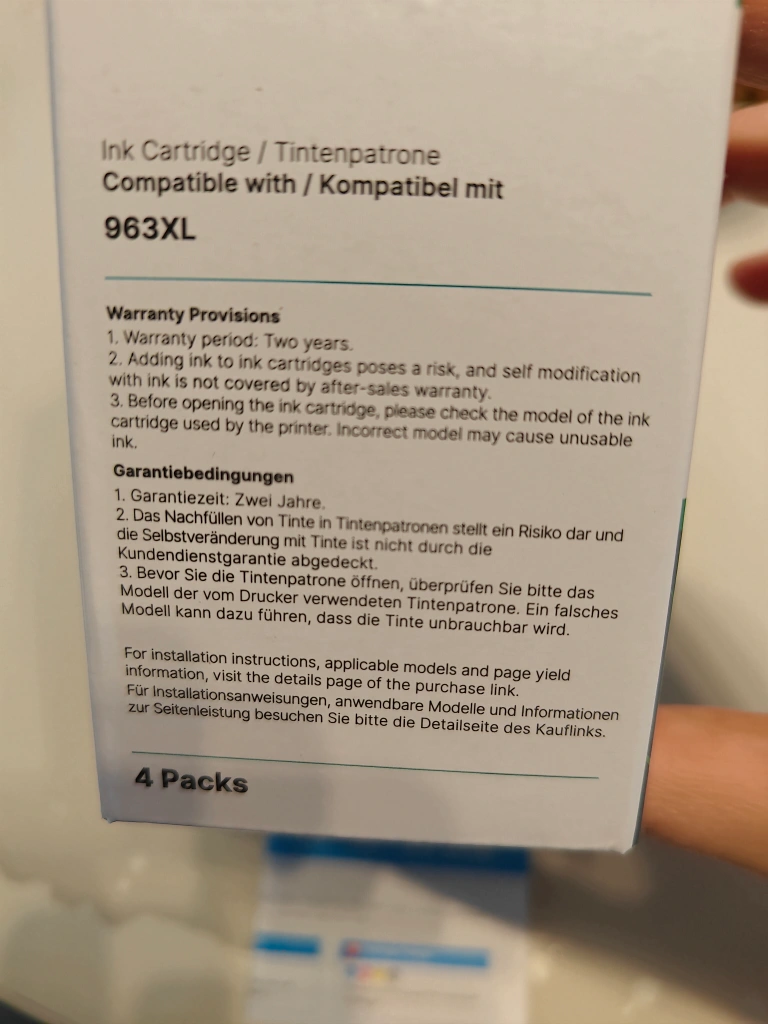 Ink Cartridge / Tintenpatrone
Compatible with / Kompatibel mit
963XL
Warranty Provisions
1. Warranty period: Two years.
2. Adding ink to ink cartridges poses a risk, and self modification
with ink is not covered by after-sales warranty.
3. Before opening the ink cartridge, please check the model of the ink
cartridge used by the printer. Incorrect model may cause unusable
ink.
Garantiebedingungen
1. Garantiezeit: Zwei Jahre.
2. Das Nachfüllen von Tinte in Tintenpatronen stellt ein Risiko dar und
die Selbstveränderung mit Tinte ist nicht durch die
Kundendienstgarantie abgedeckt.
3. Bevor Sie die Tintenpatrone öffnen, überprüfen Sie bitte das
Modell der vom Drucker verwendeten Tintenpatrone. Ein falsches
Modell kann dazu führen, dass die Tinte unbrauchbar wird.
For installation instructions, applicable models and page yield
information, visit the details page of the purchase link.
Für Installationsanweisungen, anwendbare Modelle und Informationen
zur Seitenleistung besuchen Sie bitte die Detailseite des Kauflinks.
4 Packs